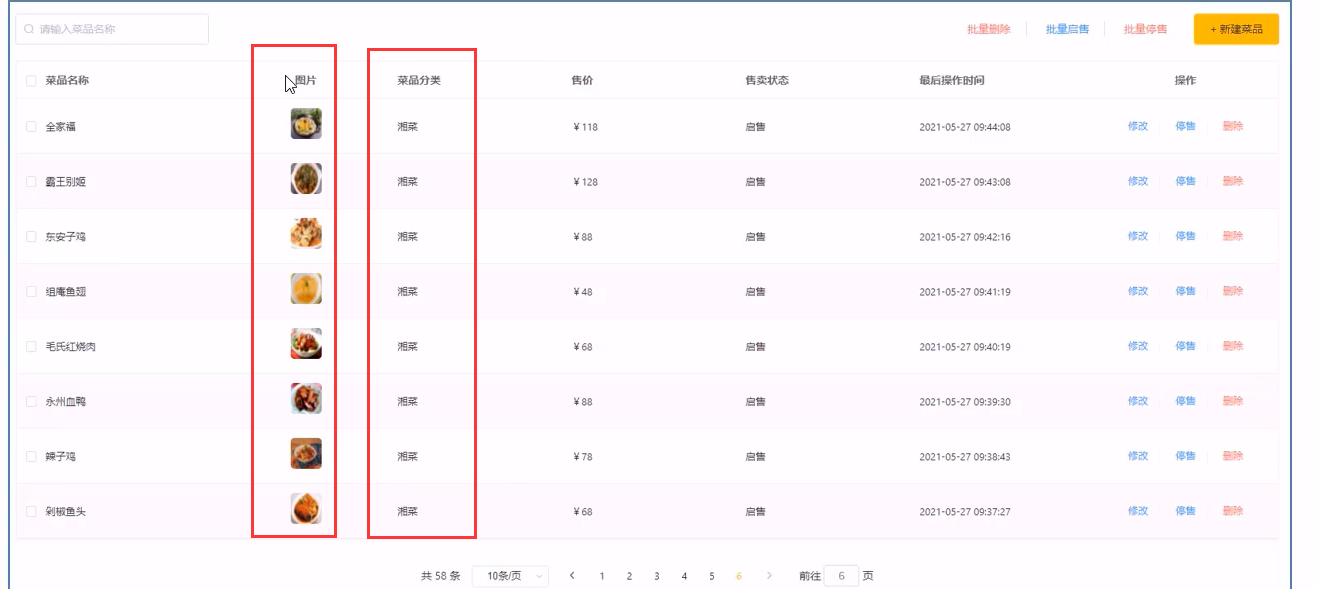 请输入菜品名称 批量删除 批量启售 批量停售 + 新建菜品
菜品名称 图片 菜品分类 售价 售卖状态 最后操作时间 操作
全家福 湘菜 ¥ 118 启售 2021-05-27 09:44:08 修改 停售 删除
霸王别姬 湘菜 ¥ 128 启售 2021-05-27 09:43:08 修改 停售 删除
东安子鸡 湘菜 ¥ 88 启售 2021-05-27 09:42:16 修改 停售 删除
组庵鱼翅 湘菜 ¥ 48 启售 2021-05-27 09:41:19 修改 停售 删除
毛氏红烧肉 湘菜 ¥ 68 启售 2021-05-27 09:40:19 修改 停售 删除
永州血鸭 湘菜 ¥ 88 启售 2021-05-27 09:39:30 修改 停售 删除
辣子鸡 湘菜 ¥ 78 启售 2021-05-27 09:38:43 修改 停售 删除
剁椒鱼头 湘菜 ¥ 68 启售 2021-05-27 09:37:27 修改 停售 删除
共 58 条 10条/页 1 2 3 4 5 6 前往 6 页